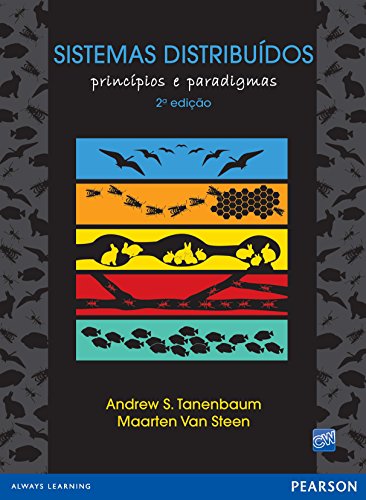 SISTEMAS DISTRIBUÍDOS
princípios e paradigmas
2ª edição
Andrew S. Tanenbaum
Maarten Van Steen
CW
ALWAYS LEARNING
PEARSON